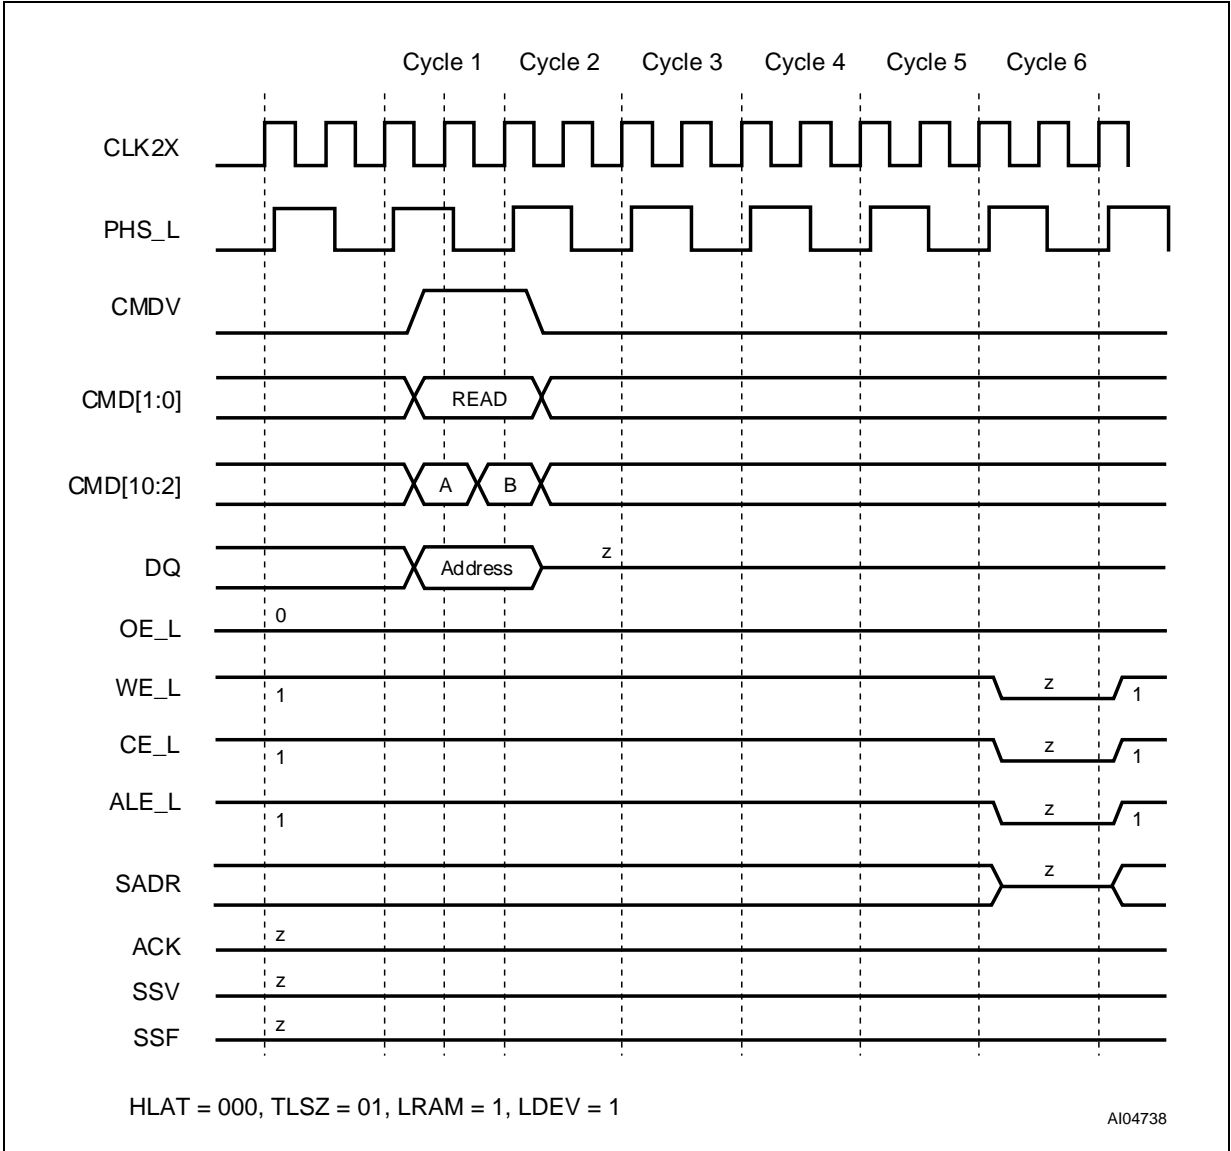 Cycle 1 Cycle 2 Cycle 3 Cycle 4 Cycle 5 Cycle 6
CLK2X
PHS_L
CMDV
CMD[1:0] READ
CMD[10:2] A B
DQ Address z
OE_L 0
WE_L 1 z 1
CE_L 1 z 1
ALE_L 1 z 1
SADR z
ACK z
SSV z
SSF z
HLAT = 000, TLSZ = 01, LRAM = 1, LDEV = 1
AI04738